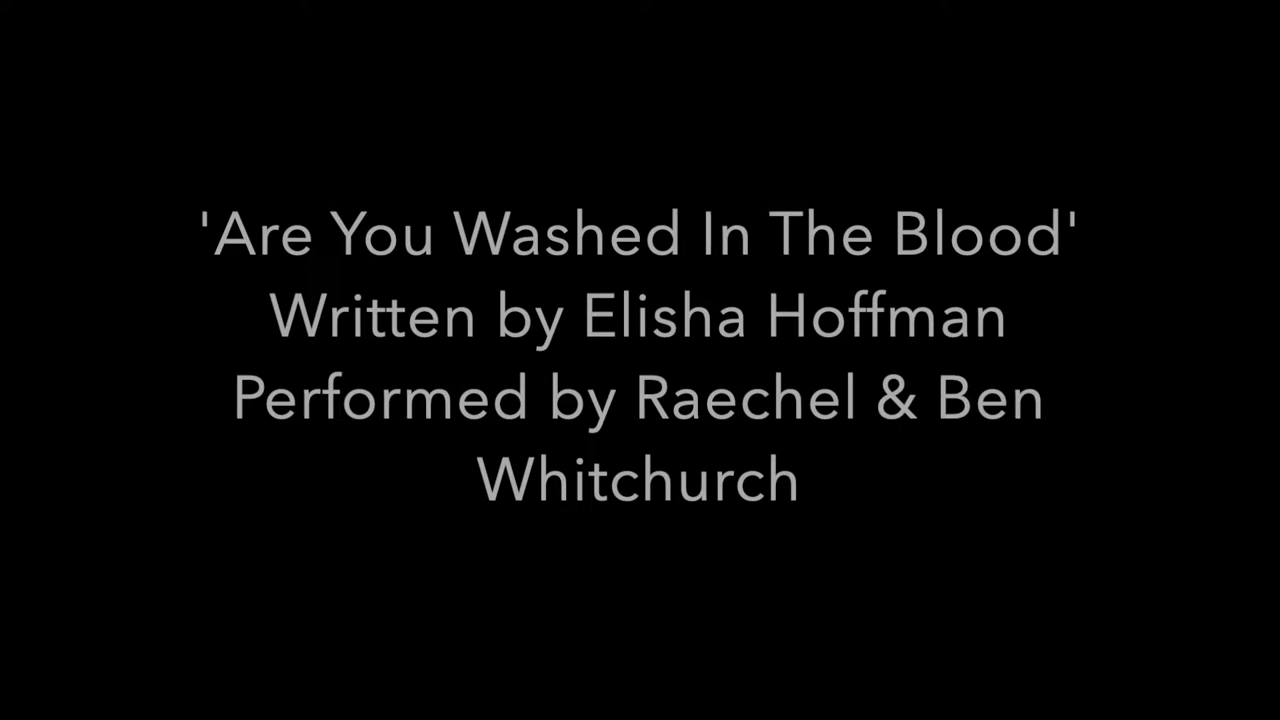 'Are You Washed In The Blood'
Written by Elisha Hoffman
Performed by Raechel & Ben
Whitchurch